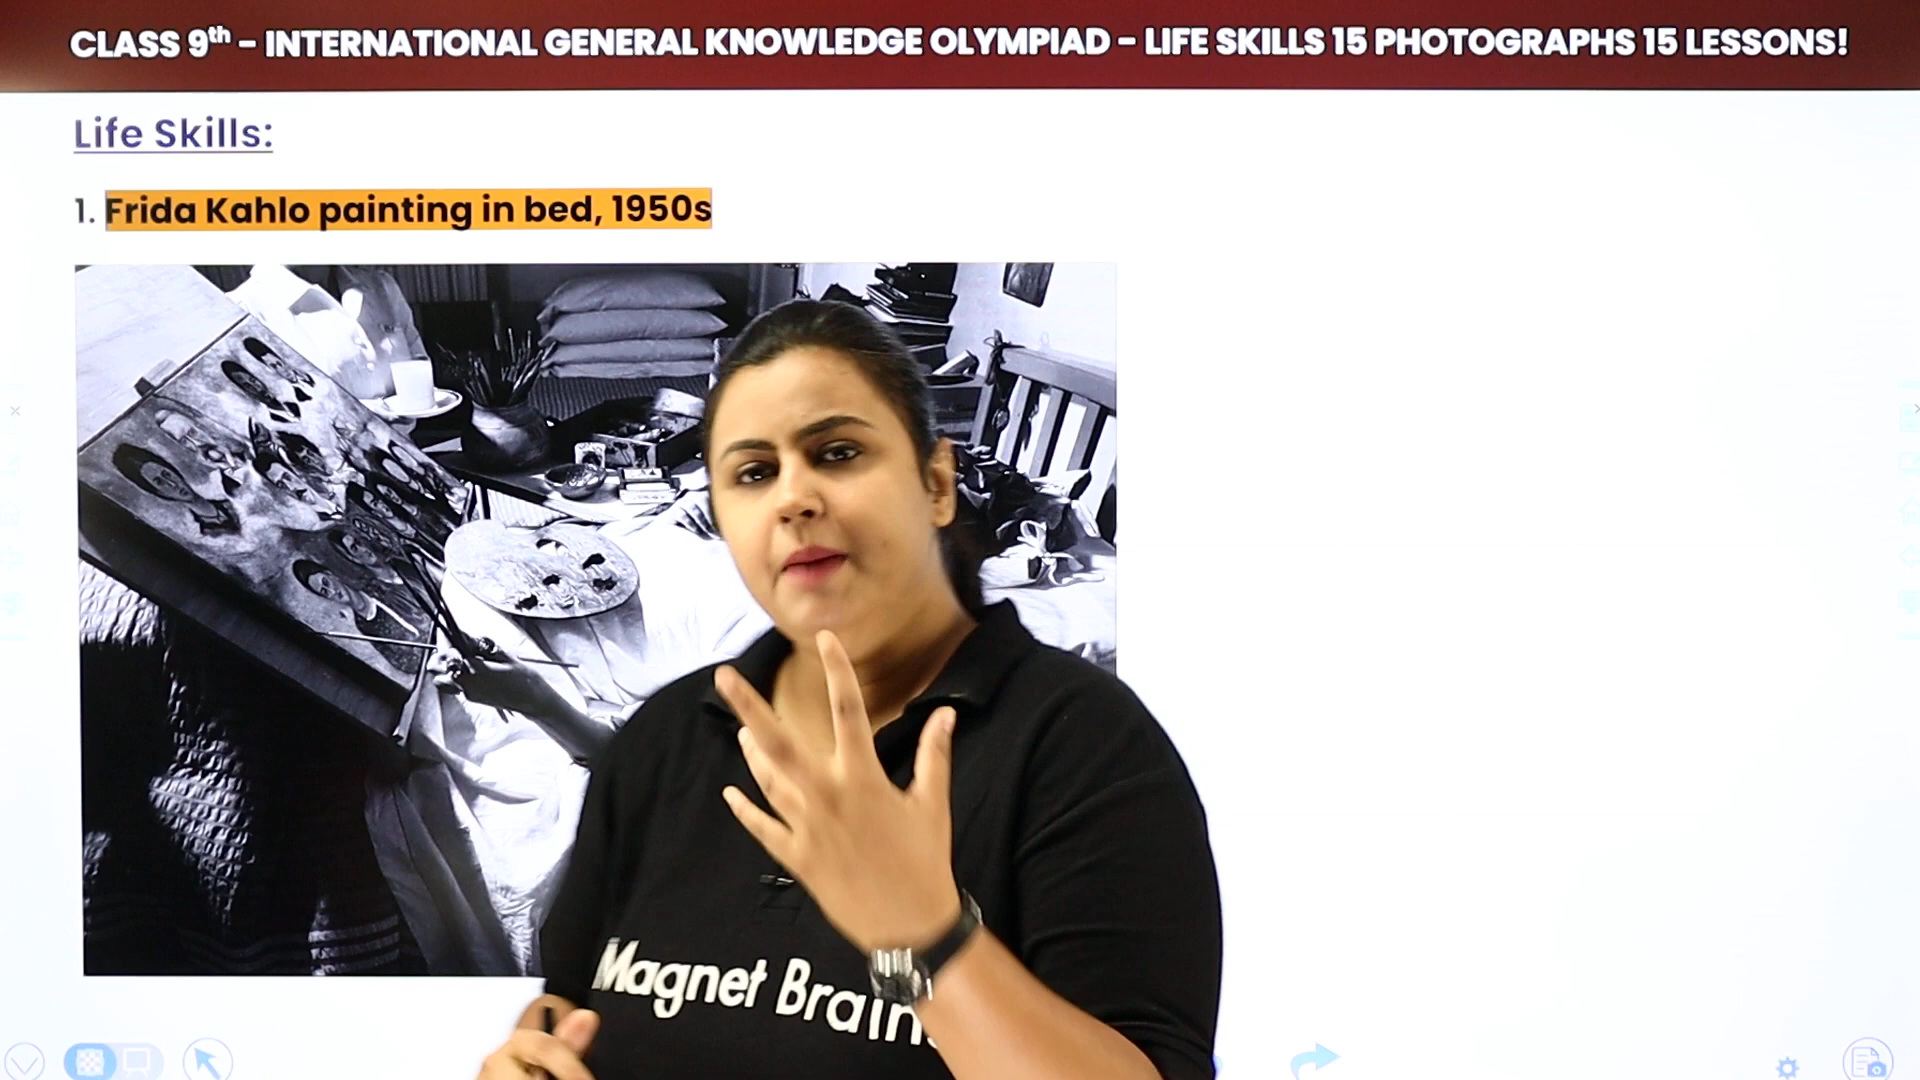 CLASS 9th - INTERNATIONAL GENERAL KNOWLEDGE OLYMPIAD - LIFE SKILLS 15 PHOTOGRAPHS 15 LESSONS!
Life Skills:
1. Frida Kahlo painting in bed, 1950s
Magnet Brain